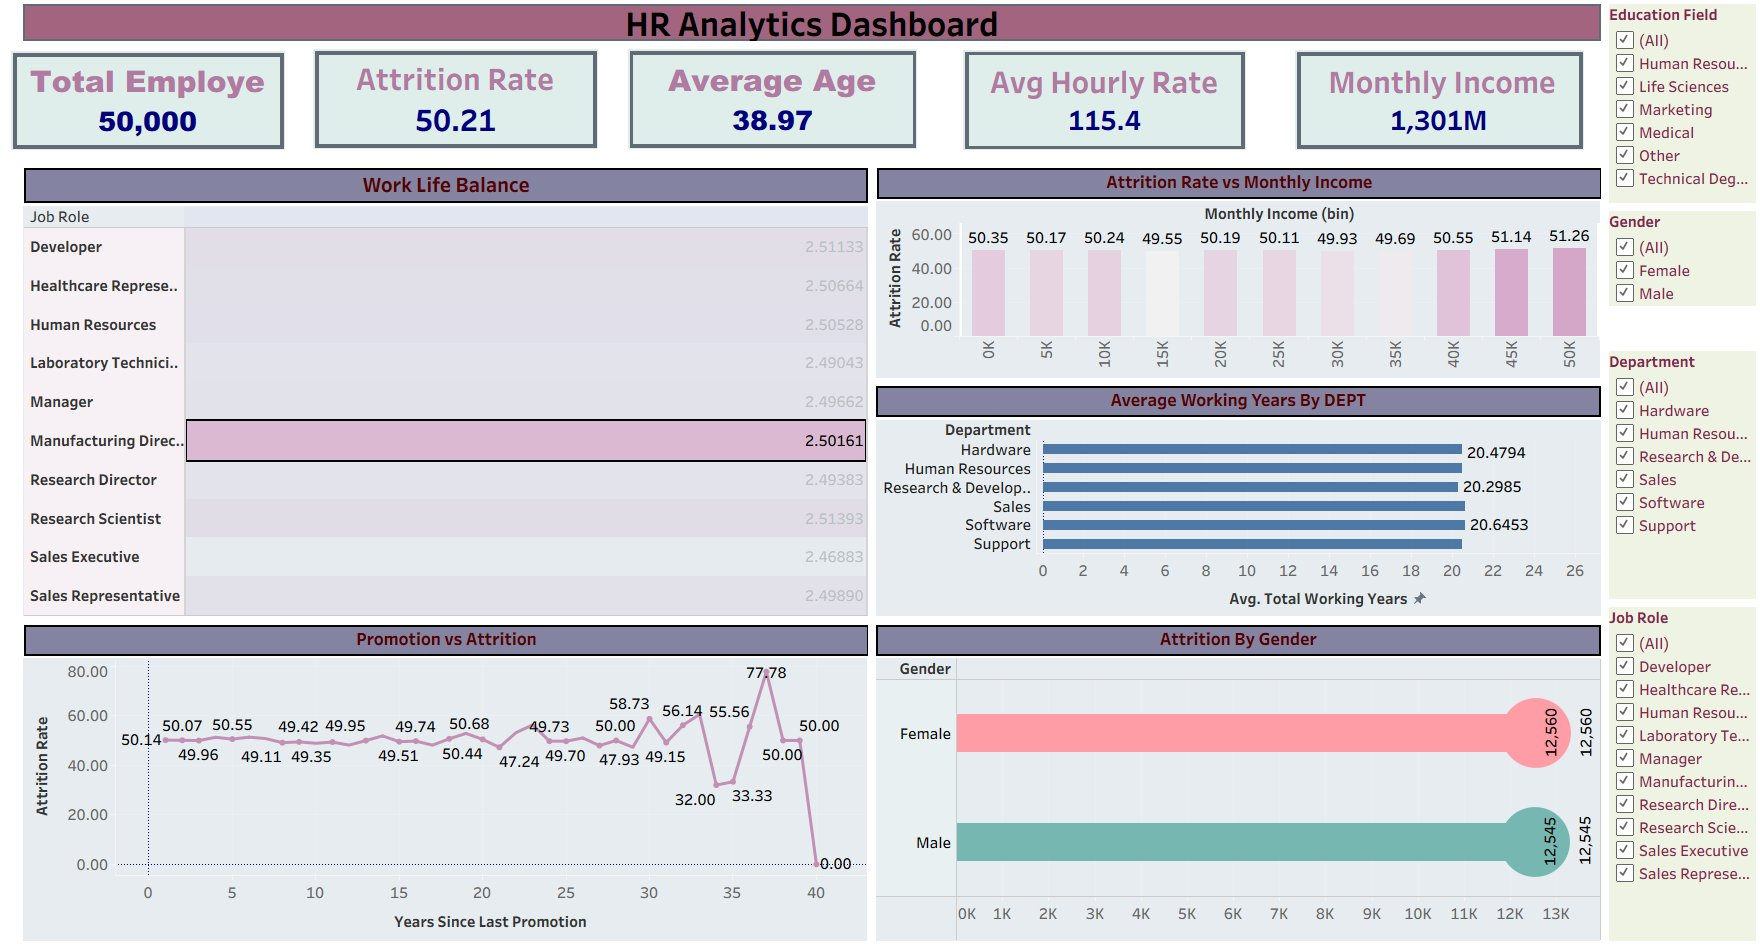 HR Analytics Dashboard
Total Employe
50,000
Attrition Rate
50.21
Average Age
38.97
Avg Hourly Rate
115.4
Monthly Income
1,301M
Work Life Balance
Job Role
Developer 2.51133
Healthcare Represe.. 2.50664
Human Resources 2.50528
Laboratory Technici.. 2.49043
Manager 2.49662
Manufacturing Direc.. 2.50161
Research Director 2.49383
Research Scientist 2.51393
Sales Executive 2.46883
Sales Representative 2.49890
Attrition Rate vs Monthly Income
Monthly Income (bin)
Attrition Rate
60.00
40.00
20.00
0.00
50.35 50.17 50.24 49.55 50.19 50.11 49.93 49.69 50.55 51.14 51.26
0K 5K 10K 15K 20K 25K 30K 35K 40K 45K 50K
Average Working Years By DEPT
Department
Hardware 20.4794
Human Resources
Research & Develop.. 20.2985
Sales
Software 20.6453
Support
0 2 4 6 8 10 12 14 16 18 20 22 24 26
Avg. Total Working Years
Promotion vs Attrition
Attrition Rate
80.00
60.00
40.00
20.00
0.00
77.78
58.73 56.14 55.56
50.07 50.55 49.42 49.95 49.74 50.68 49.73 50.00 50.00
50.14
49.96 49.11 49.35 49.51 50.44 47.24 49.70 47.93 49.15 50.00
32.00 33.33
0.00
0 5 10 15 20 25 30 35 40
Years Since Last Promotion
Attrition By Gender
Gender
Female 12,560 12,560
Male 12,545 12,545
0K 1K 2K 3K 4K 5K 6K 7K 8K 9K 10K 11K 12K 13K
Education Field
(All)
Human Resou...
Life Sciences
Marketing
Medical
Other
Technical Deg...
Gender
(All)
Female
Male
Department
(All)
Hardware
Human Resou...
Research & De...
Sales
Software
Support
Job Role
(All)
Developer
Healthcare Re...
Human Resou...
Laboratory Te...
Manager
Manufacturin...
Research Dire...
Research Scie...
Sales Executive
Sales Represe...